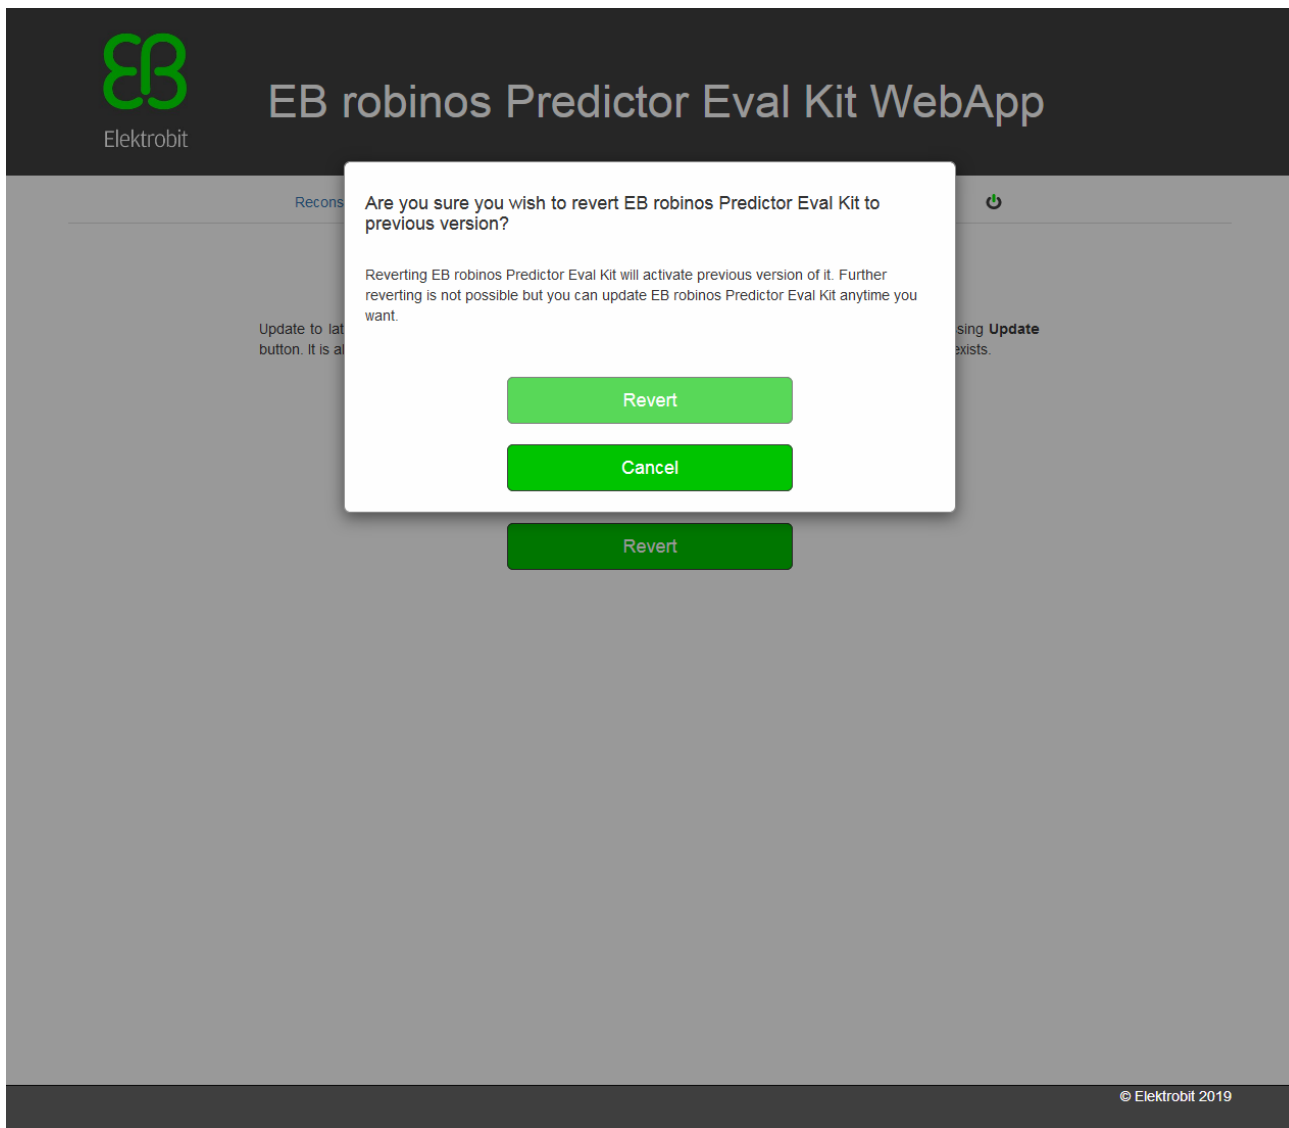 EB
Elektrobit
EB robinos Predictor Eval Kit WebApp
Recons
Are you sure you wish to revert EB robinos Predictor Eval Kit to
previous version?
Reverting EB robinos Predictor Eval Kit will activate previous version of it. Further
reverting is not possible but you can update EB robinos Predictor Eval Kit anytime you
want.
Update to lat
sing Update
button. It is al
exists.
Revert
Cancel
Revert
© Elektrobit 2019